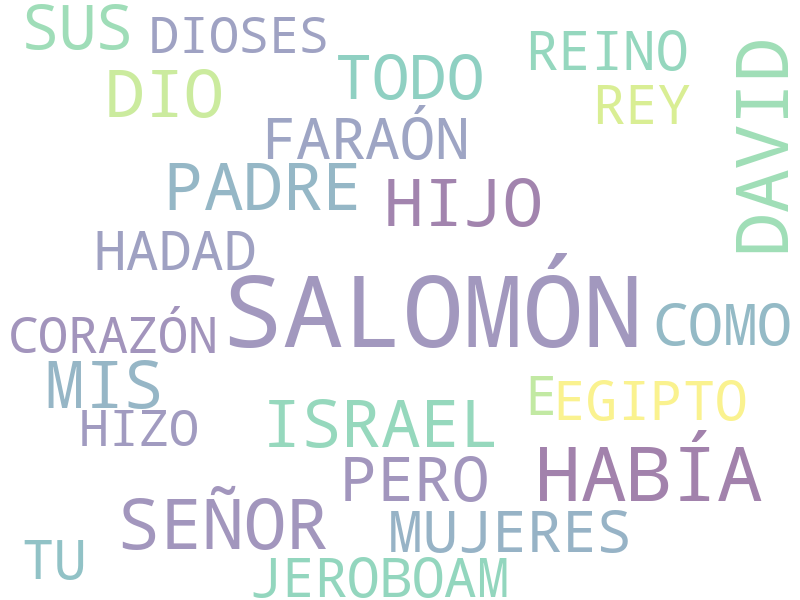 SUS
DIOSES
REINO
DAVID
TODO
DIO
REY
FARAÓN
PADRE
HIJO
HADAD
SALOMÓN
COMO
CORAZÓN
MIS
E
EGIPTO
HIZO
ISRAEL
PERO
HABÍA
SEÑOR
MUJERES
TU
JEROBOAM